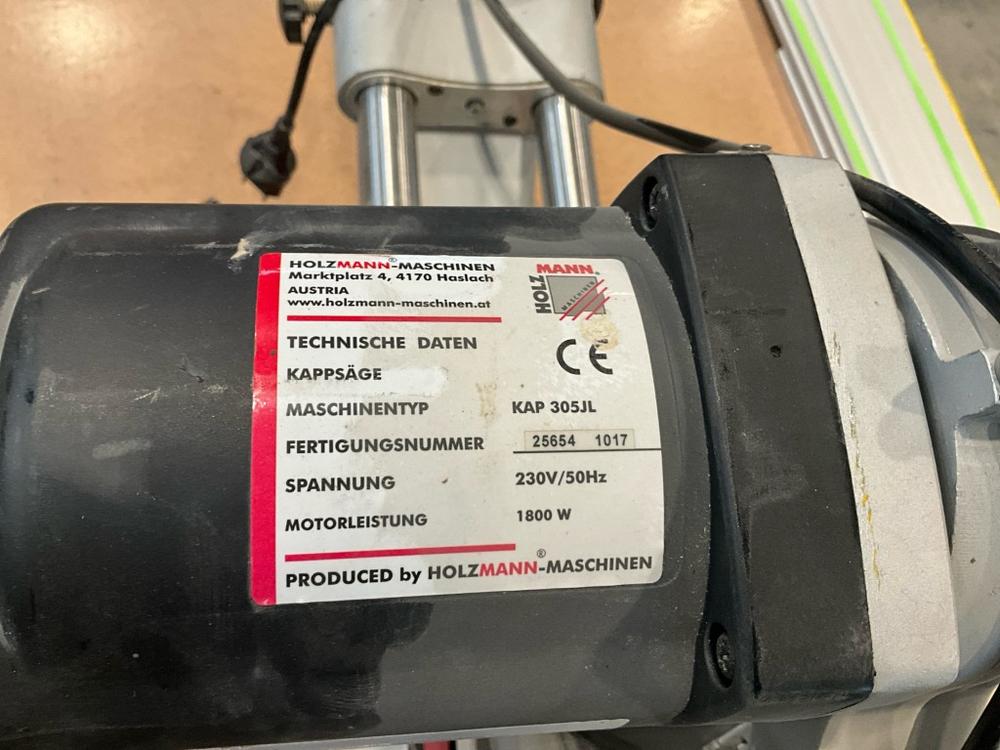 HOLZMANN®-MASCHINEN
Marktplatz 4, 4170 Haslach
AUSTRIA
www.holzmann-maschinen.at
HOLZ
MANN®
MASCHINEN
CE
TECHNISCHE DATEN
KAPPSÄGE
MASCHINENTYP KAP 305JL
FERTIGUNGSNUMMER 25654 1017
SPANNUNG 230V/50Hz
MOTORLEISTUNG 1800 W
PRODUCED by HOLZMANN®-MASCHINEN